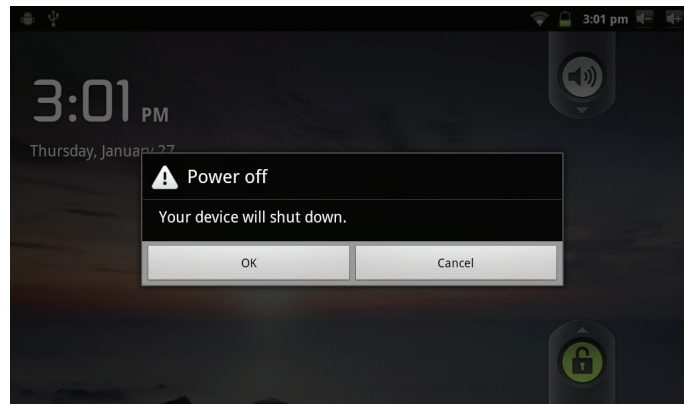 3:01 pm
3:01 PM
Thursday, January 27
Power off
Your device will shut down.
OK
Cancel